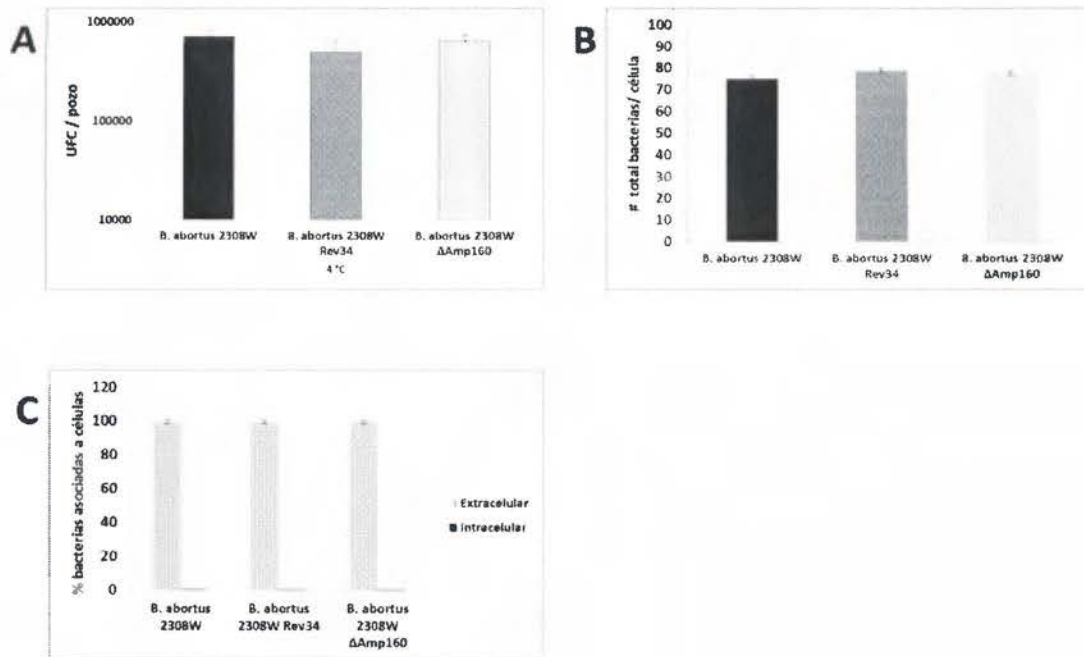 A
1000000
100000
10000
UFC / pozo
B. abortus 2308W
B. abortus 2308W
Rev34
4 °C
B. abortus 2308W
ΔAmp160
B
100
90
80
70
60
50
40
30
20
10
0
# total bacterias/ célula
B. abortus 2308W
B. abortus 2308W
Rev34
B. abortus 2308W
ΔAmp160
C
120
100
80
60
40
20
0
% bacterias asociadas a células
B. abortus
2308W
B. abortus
2308W Rev34
B. abortus
2308W
ΔAmp160
Extracelular
Intracelular